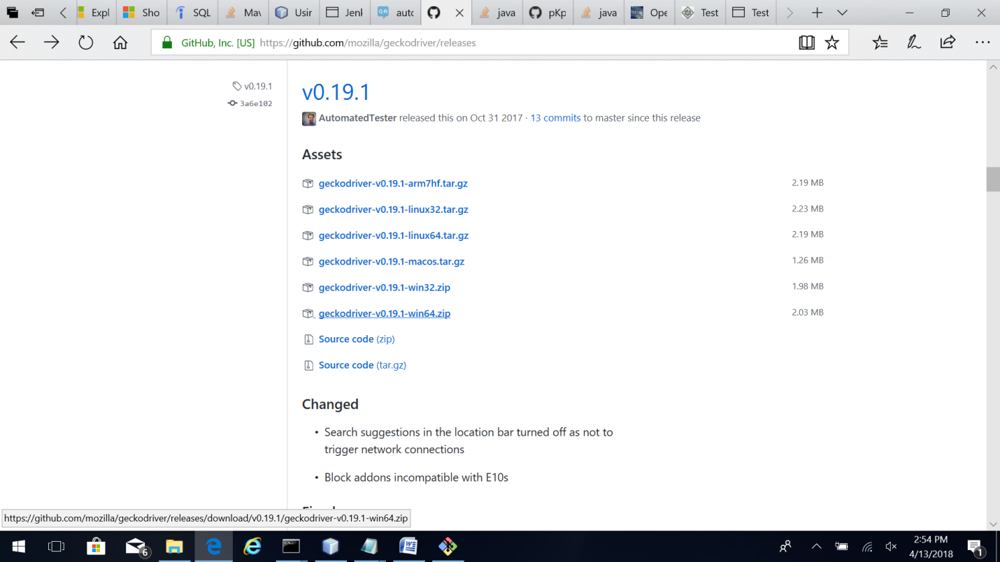 Expl
Sho
SQL
Mav
Usir
Jenk
auto
java
pKp
java
Ope
Test
Test
GitHub, Inc. [US] https://github.com/mozilla/geckodriver/releases
v0.19.1
3a6e102
v0.19.1
AutomatedTester released this on Oct 31 2017 · 13 commits to master since this release
Assets
geckodriver-v0.19.1-arm7hf.tar.gz 2.19 MB
geckodriver-v0.19.1-linux32.tar.gz 2.23 MB
geckodriver-v0.19.1-linux64.tar.gz 2.19 MB
geckodriver-v0.19.1-macos.tar.gz 1.26 MB
geckodriver-v0.19.1-win32.zip 1.98 MB
geckodriver-v0.19.1-win64.zip 2.03 MB
Source code (zip)
Source code (tar.gz)
Changed
• Search suggestions in the location bar turned off as not to
trigger network connections
• Block addons incompatible with E10s
https://github.com/mozilla/geckodriver/releases/download/v0.19.1/geckodriver-v0.19.1-win64.zip
6
2:54 PM
4/13/2018
1